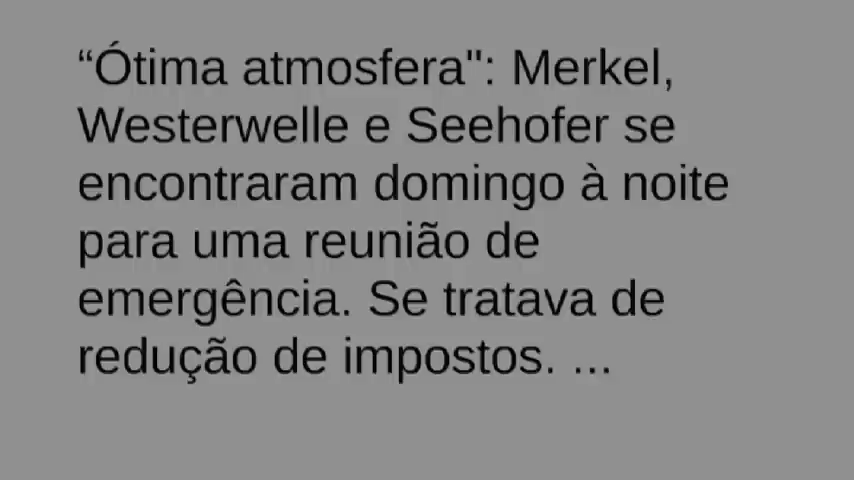 “Ótima atmosfera": Merkel,
Westerwelle e Seehofer se
encontraram domingo à noite
para uma reunião de
emergência. Se tratava de
redução de impostos. ...